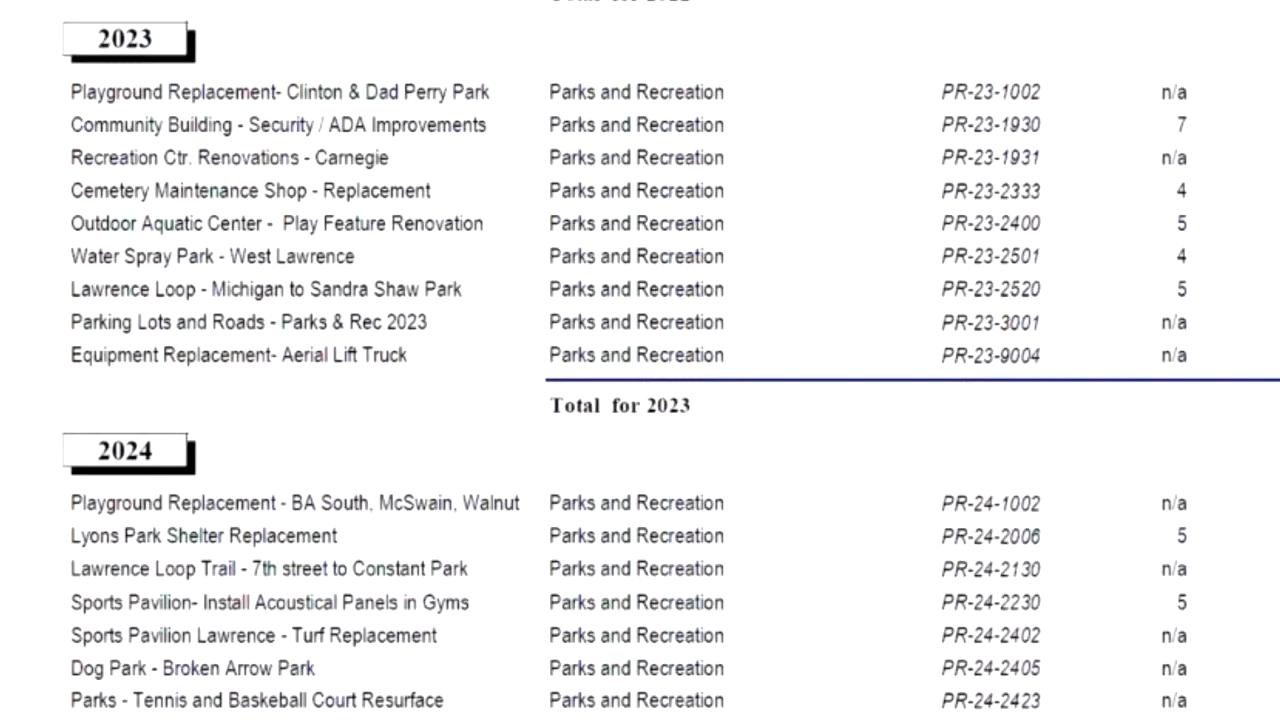 2023
Playground Replacement- Clinton & Dad Perry Park Parks and Recreation PR-23-1002 n/a
Community Building - Security / ADA Improvements Parks and Recreation PR-23-1930 7
Recreation Ctr. Renovations - Carnegie Parks and Recreation PR-23-1931 n/a
Cemetery Maintenance Shop - Replacement Parks and Recreation PR-23-2333 4
Outdoor Aquatic Center - Play Feature Renovation Parks and Recreation PR-23-2400 5
Water Spray Park - West Lawrence Parks and Recreation PR-23-2501 4
Lawrence Loop - Michigan to Sandra Shaw Park Parks and Recreation PR-23-2520 5
Parking Lots and Roads - Parks & Rec 2023 Parks and Recreation PR-23-3001 n/a
Equipment Replacement- Aerial Lift Truck Parks and Recreation PR-23-9004 n/a
Total for 2023
2024
Playground Replacement - BA South, McSwain, Walnut Parks and Recreation PR-24-1002 n/a
Lyons Park Shelter Replacement Parks and Recreation PR-24-2006 5
Lawrence Loop Trail - 7th street to Constant Park Parks and Recreation PR-24-2130 n/a
Sports Pavilion- Install Acoustical Panels in Gyms Parks and Recreation PR-24-2230 5
Sports Pavilion Lawrence - Turf Replacement Parks and Recreation PR-24-2402 n/a
Dog Park - Broken Arrow Park Parks and Recreation PR-24-2405 n/a
Parks - Tennis and Baskeball Court Resurface Parks and Recreation PR-24-2423 n/a